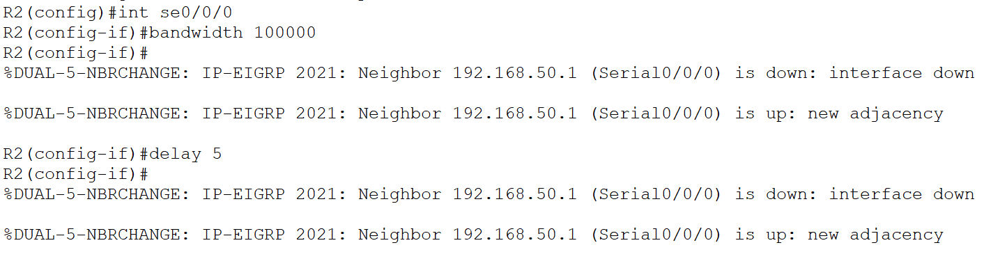 R2(config)#int se0/0/0
R2(config-if)#bandwidth 100000
R2(config-if)#
%DUAL-5-NBRCHANGE: IP-EIGRP 2021: Neighbor 192.168.50.1 (Serial0/0/0) is down: interface down
%DUAL-5-NBRCHANGE: IP-EIGRP 2021: Neighbor 192.168.50.1 (Serial0/0/0) is up: new adjacency
R2(config-if)#delay 5
R2(config-if)#
%DUAL-5-NBRCHANGE: IP-EIGRP 2021: Neighbor 192.168.50.1 (Serial0/0/0) is down: interface down
%DUAL-5-NBRCHANGE: IP-EIGRP 2021: Neighbor 192.168.50.1 (Serial0/0/0) is up: new adjacency